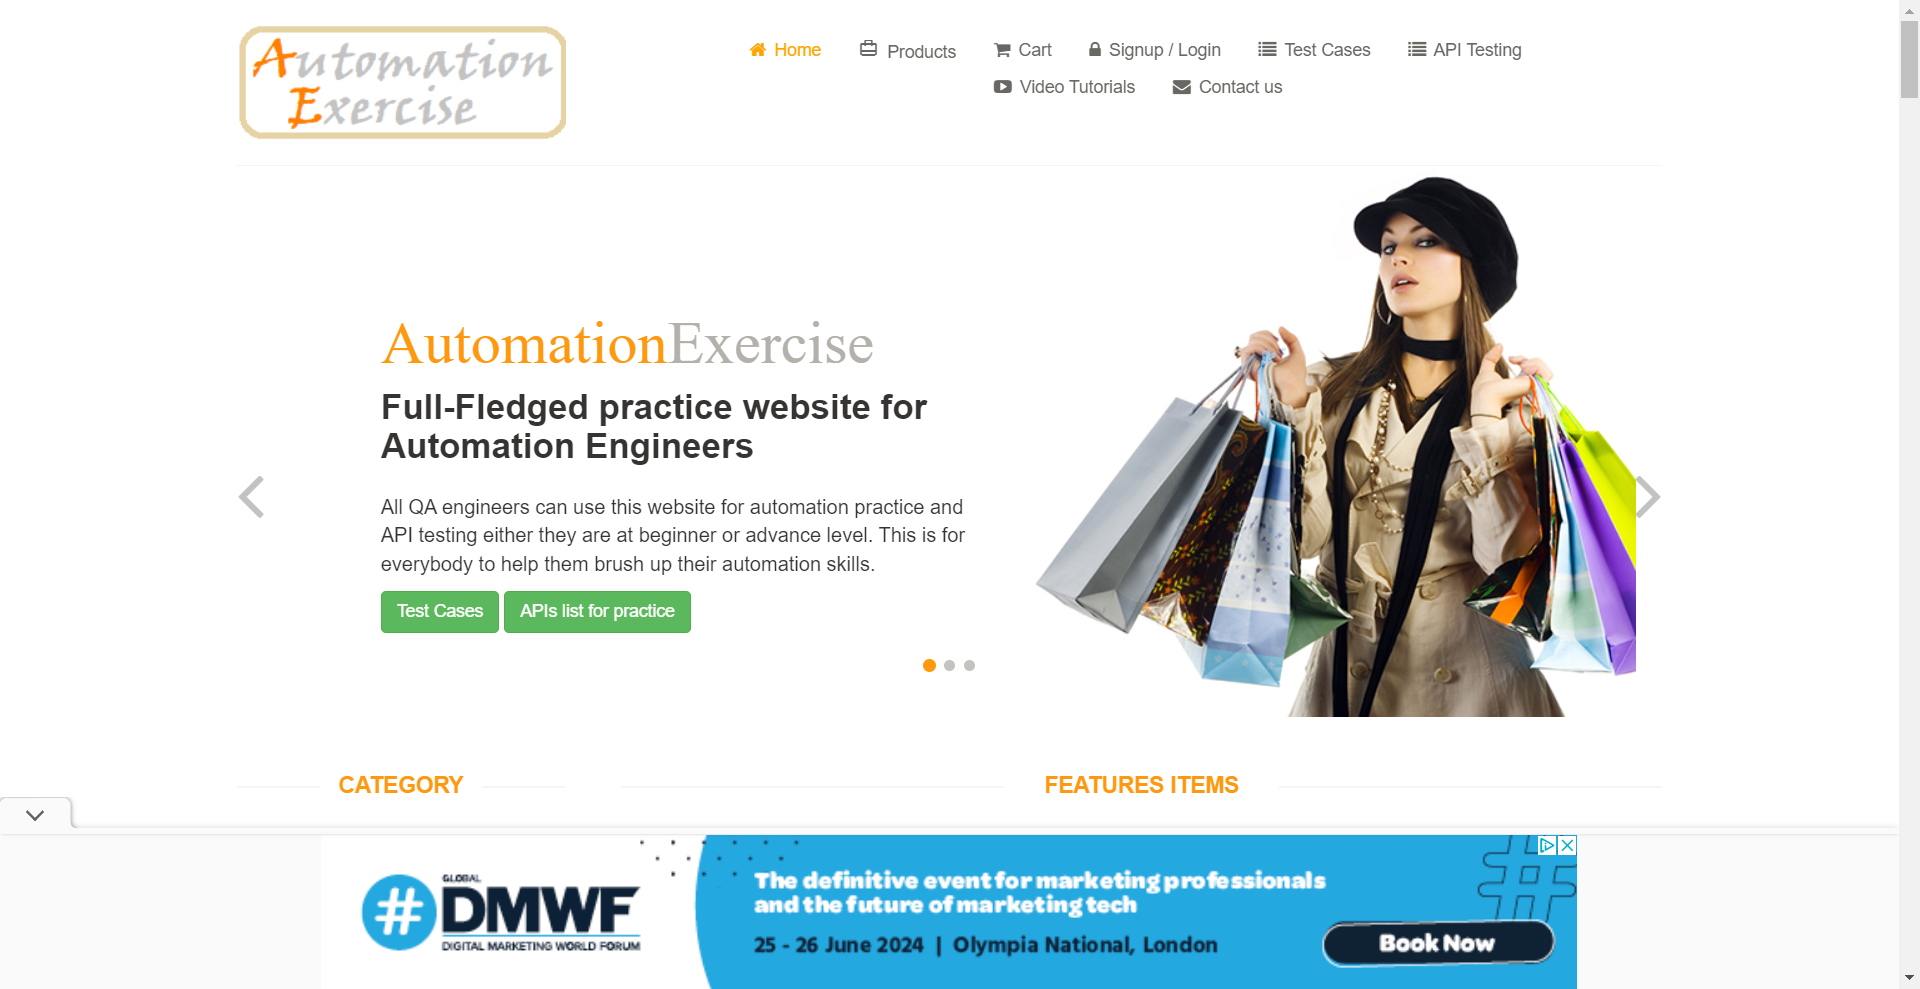 Automation
Exercise
Home
Products
Cart
Signup / Login
Test Cases
API Testing
Video Tutorials
Contact us
AutomationExercise
Full-Fledged practice website for
Automation Engineers
All QA engineers can use this website for automation practice and
API testing either they are at beginner or advance level. This is for
everybody to help them brush up their automation skills.
Test Cases
APIs list for practice
CATEGORY
FEATURES ITEMS
#
GLOBAL
DMWF
DIGITAL MARKETING WORLD FORUM
The definitive event for marketing professionals
and the future of marketing tech
25 - 26 June 2024 | Olympia National, London
Book Now